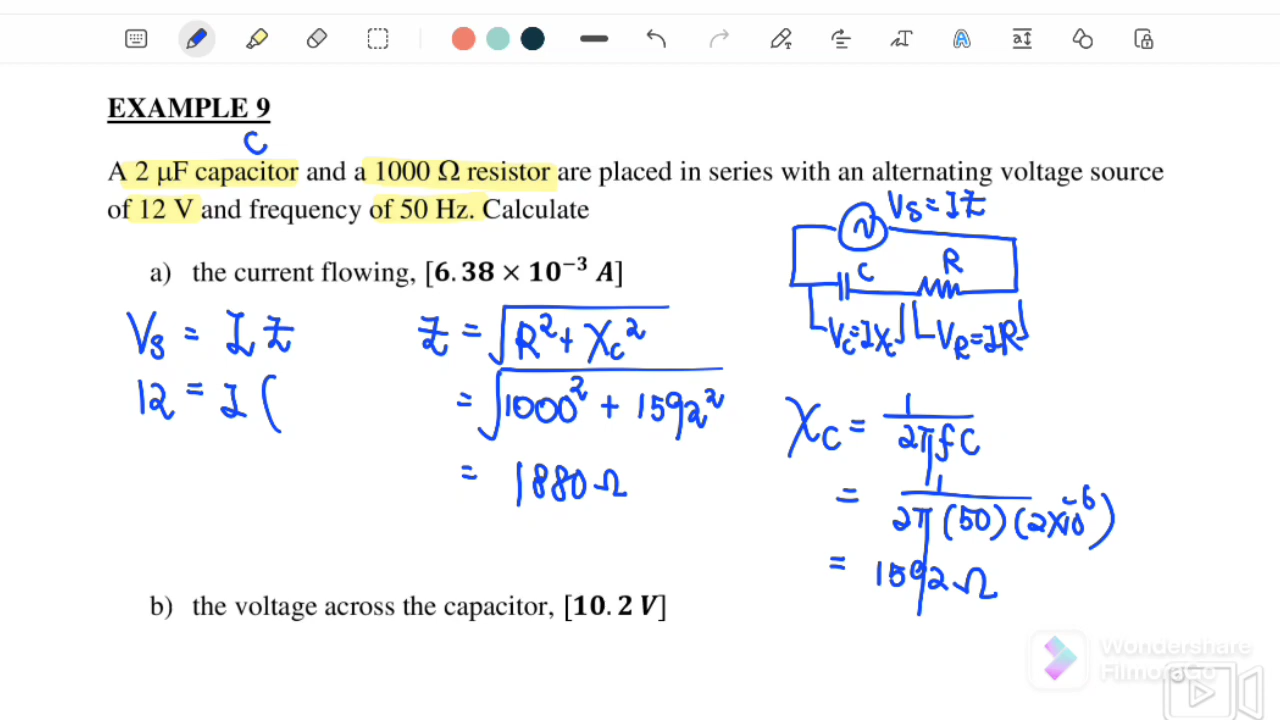 EXAMPLE 9
C
A 2 μF capacitor and a 1000 Ω resistor are placed in series with an alternating voltage source
of 12 V and frequency of 50 Hz. Calculate
Vs = IZ
C
R
Vc=IXc
VR=IR
a) the current flowing, [6.38 × 10⁻³ A]
Vs = IZ
12 = I (
Z = √R² + Xc²
= √1000² + 1592²
= 1880 Ω
Xc = 1/2πfC
= 1/2π(50)(2×10⁻⁶)
= 1592 Ω
b) the voltage across the capacitor, [10.2 V]
Wondershare
FilmoraGo